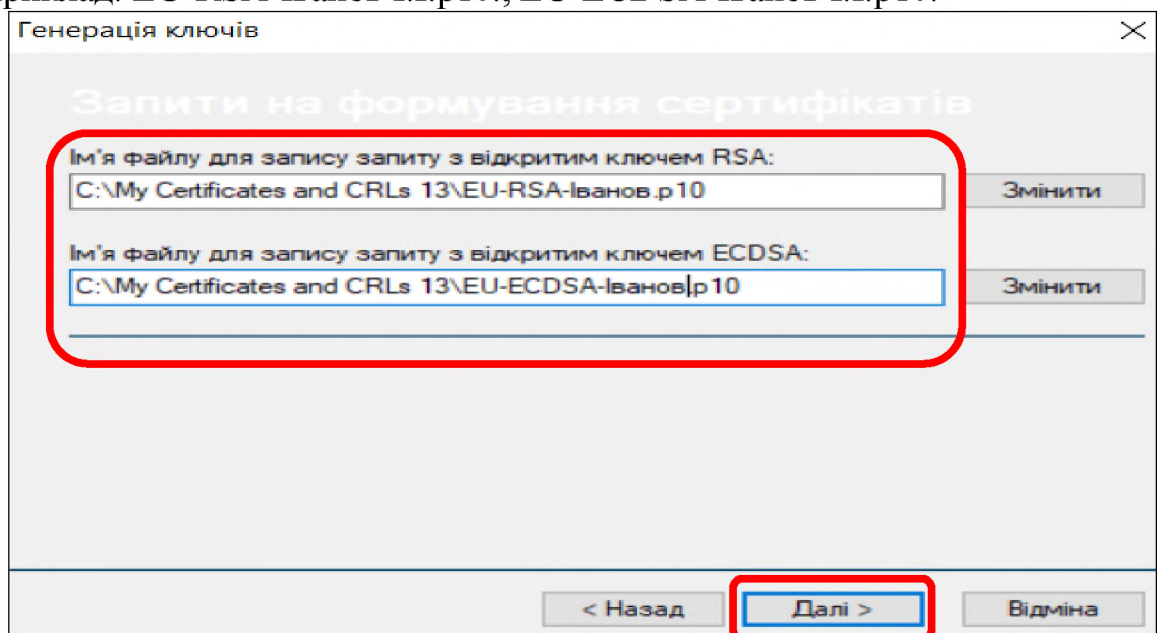 Генерація ключів
Запити на формування сертифікатів
Ім'я файлу для запису запиту з відкритим ключем RSA:
C:\My Certificates and CRLs 13\EU-RSA-Іванов.p10
Змінити
Ім'я файлу для запису запиту з відкритим ключем ECDSA:
C:\My Certificates and CRLs 13\EU-ECDSA-Іванов.p10
Змінити
< Назад
Далі >
Відміна